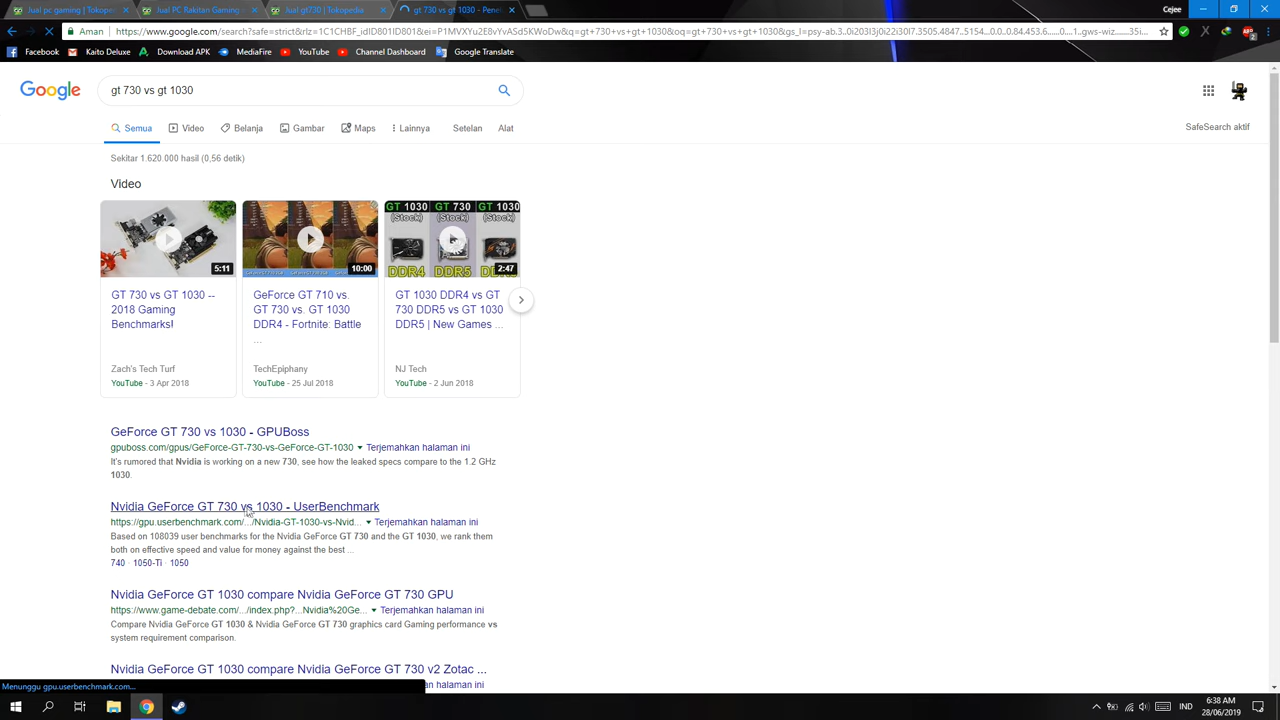 Jual pc gaming | Tokope
Jual PC Rakitan Gaming
Jual gt730 | Tokopedia
gt 730 vs gt 1030 - Pene
Cejee
Aman
https://www.google.com/search?safe=strict&rlz=1C1CHBF_idID801ID801&ei=P1MVXYu2E8vYvASd5KWoDw&q=gt+730+vs+gt+1030&oq=gt+730+vs+gt+1030&gs_l=psy-ab.3..0i203l3j0i22i30l7.3505.4847..5154...0.0..0.84.453.6......0....1..gws-wiz.......35i...
Facebook
Kaito Deluxe
Download APK
MediaFire
YouTube
Channel Dashboard
Google Translate
Google
gt 730 vs gt 1030
Semua
Video
Belanja
Gambar
Maps
Lainnya
Setelan
Alat
SafeSearch aktif
Sekitar 1.620.000 hasil (0,56 detik)
Video
5:11
GT 730 vs GT 1030 --
2018 Gaming
Benchmarks!
Zach's Tech Turf
YouTube - 3 Apr 2018
10:00
GeForce GT 710 vs.
GT 730 vs. GT 1030
DDR4 - Fortnite: Battle
...
TechEpiphany
YouTube - 25 Jul 2018
GT 1030 GT 730 GT 1030
(Stock) (Stock) (Stock)
DDR4 DDR5
2:47
GT 1030 DDR4 vs GT
730 DDR5 vs GT 1030
DDR5 | New Games ...
NJ Tech
YouTube - 2 Jun 2018
GeForce GT 730 vs 1030 - GPUBoss
gpuboss.com/gpus/GeForce-GT-730-vs-GeForce-GT-1030 Terjemahkan halaman ini
It's rumored that Nvidia is working on a new 730, see how the leaked specs compare to the 1.2 GHz
1030.
Nvidia GeForce GT 730 vs 1030 - UserBenchmark
https://gpu.userbenchmark.com/.../Nvidia-GT-1030-vs-Nvid... Terjemahkan halaman ini
Based on 108039 user benchmarks for the Nvidia GeForce GT 730 and the GT 1030, we rank them
both on effective speed and value for money against the best ...
740 · 1050-Ti · 1050
Nvidia GeForce GT 1030 compare Nvidia GeForce GT 730 GPU
https://www.game-debate.com/.../index.php?...Nvidia%20Ge... Terjemahkan halaman ini
Compare Nvidia GeForce GT 1030 & Nvidia GeForce GT 730 graphics card Gaming performance vs
system requirement comparison.
Nvidia GeForce GT 1030 compare Nvidia GeForce GT 730 v2 Zotac ...
an halaman ini
Menunggu gpu.userbenchmark.com...
IND
6:38 AM
28/06/2019